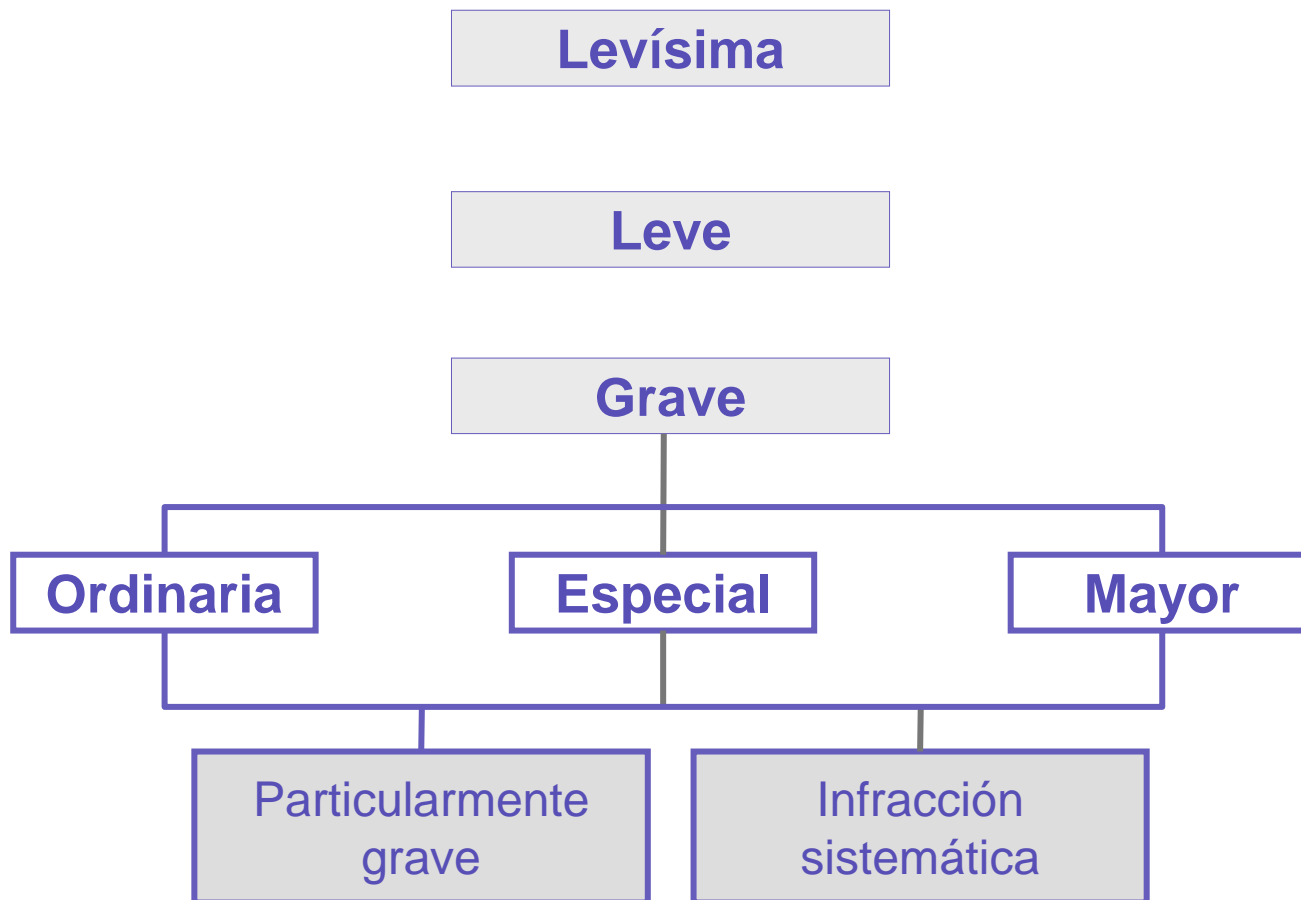 Levísima
Leve
Grave
Ordinaria
Especial
Mayor
Particularmente
grave
Infracción
sistemática